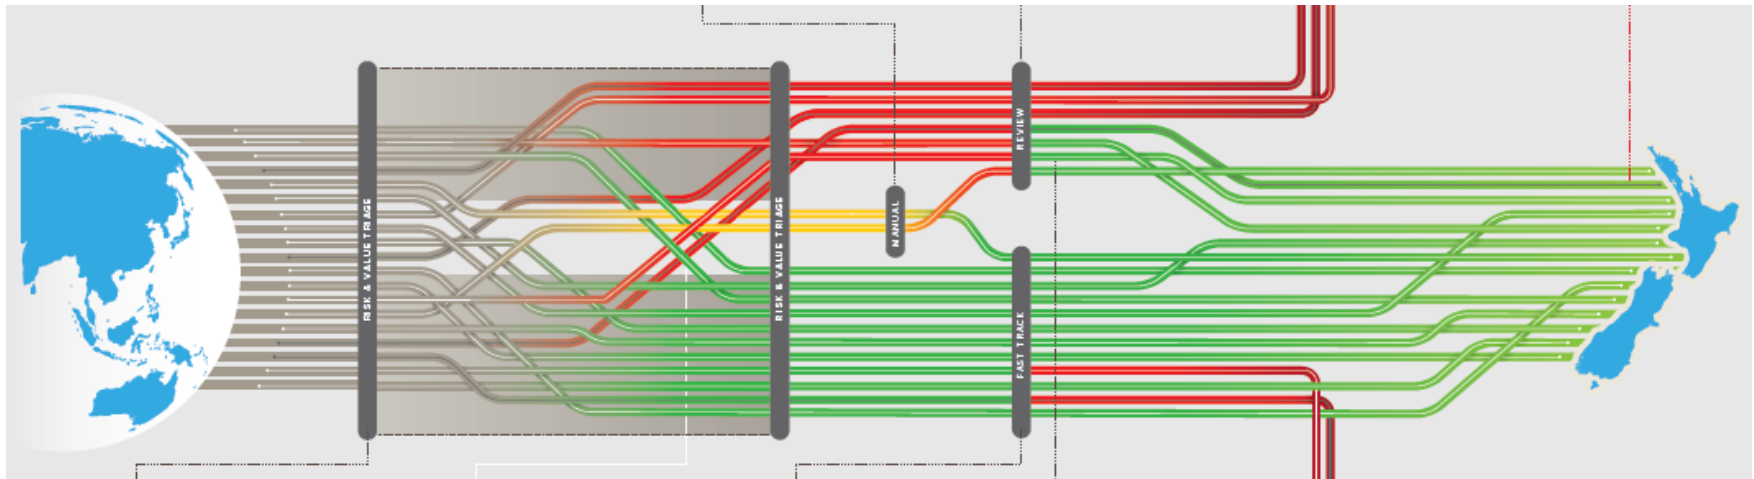 RISK & VALUE TRIAGE
RISK & VALUE TRIAGE
MANUAL
REVIEW
FAST TRACK